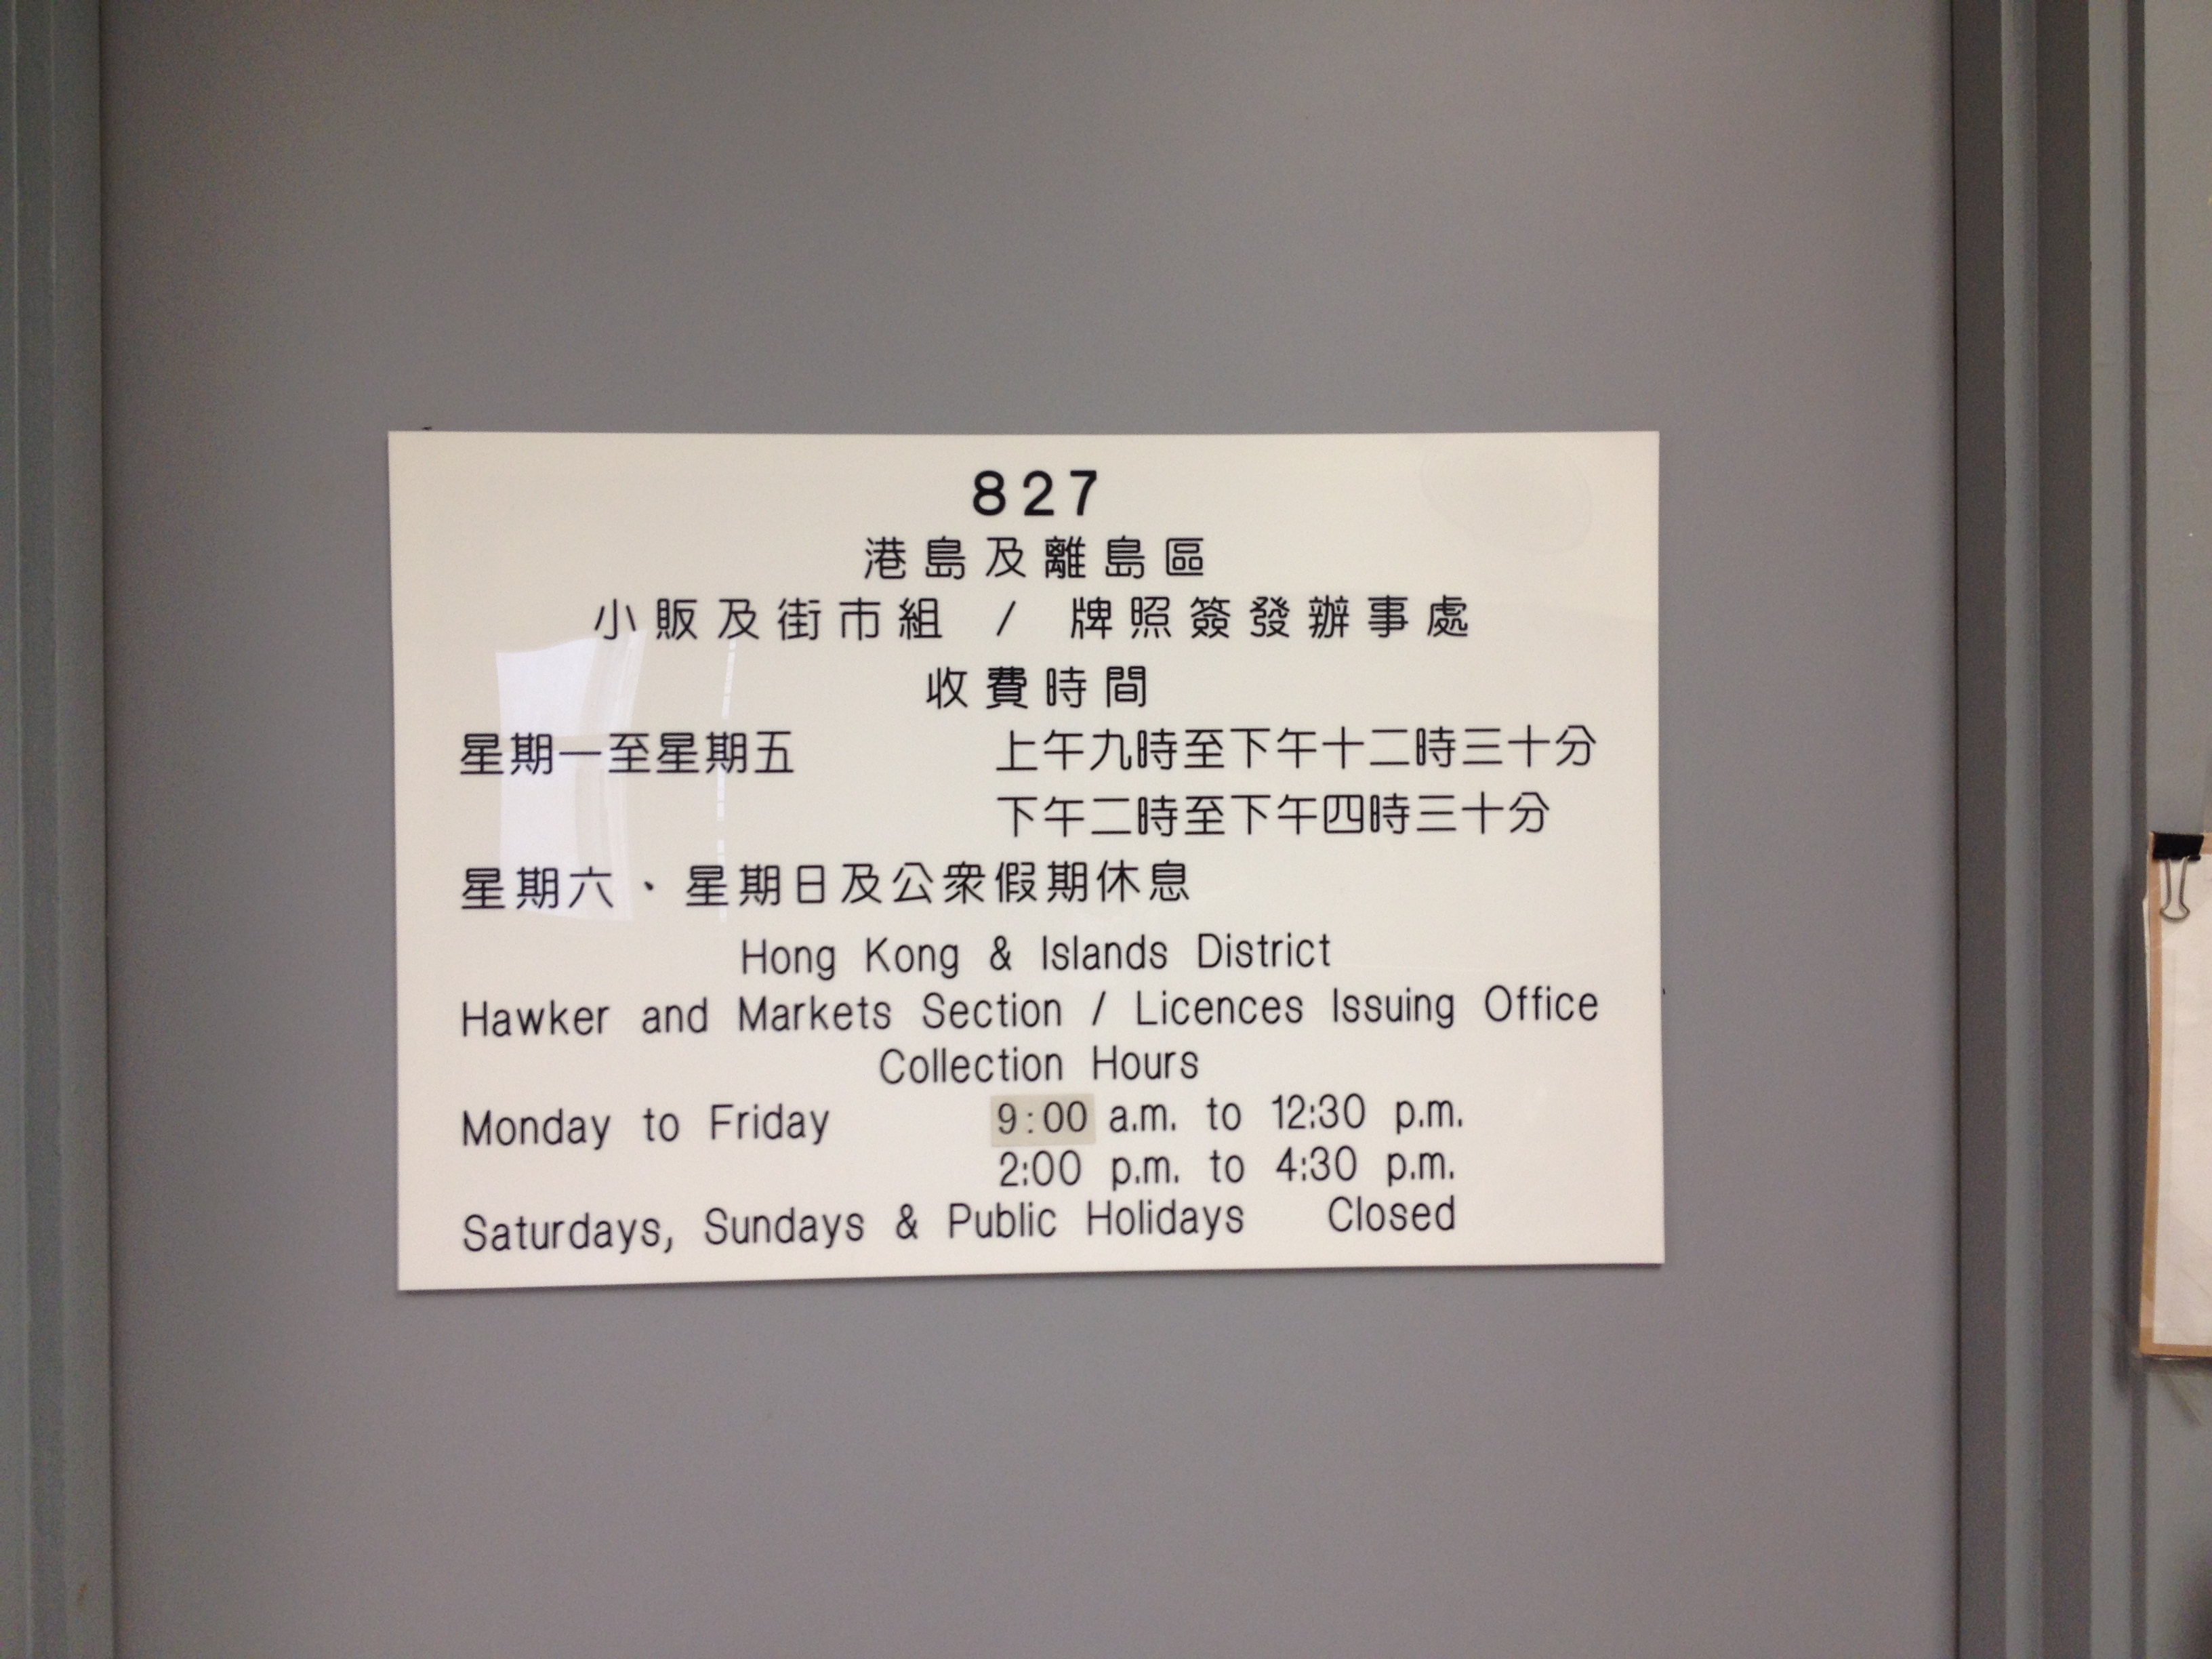 827
港島及離島區
小販及街市組 / 牌照簽發辦事處
收費時間
星期一至星期五 上午九時至下午十二時三十分
下午二時至下午四時三十分
星期六、星期日及公眾假期休息
Hong Kong & Islands District
Hawker and Markets Section / Licences Issuing Office
Collection Hours
Monday to Friday 9:00 a.m. to 12:30 p.m.
2:00 p.m. to 4:30 p.m.
Saturdays, Sundays & Public Holidays Closed